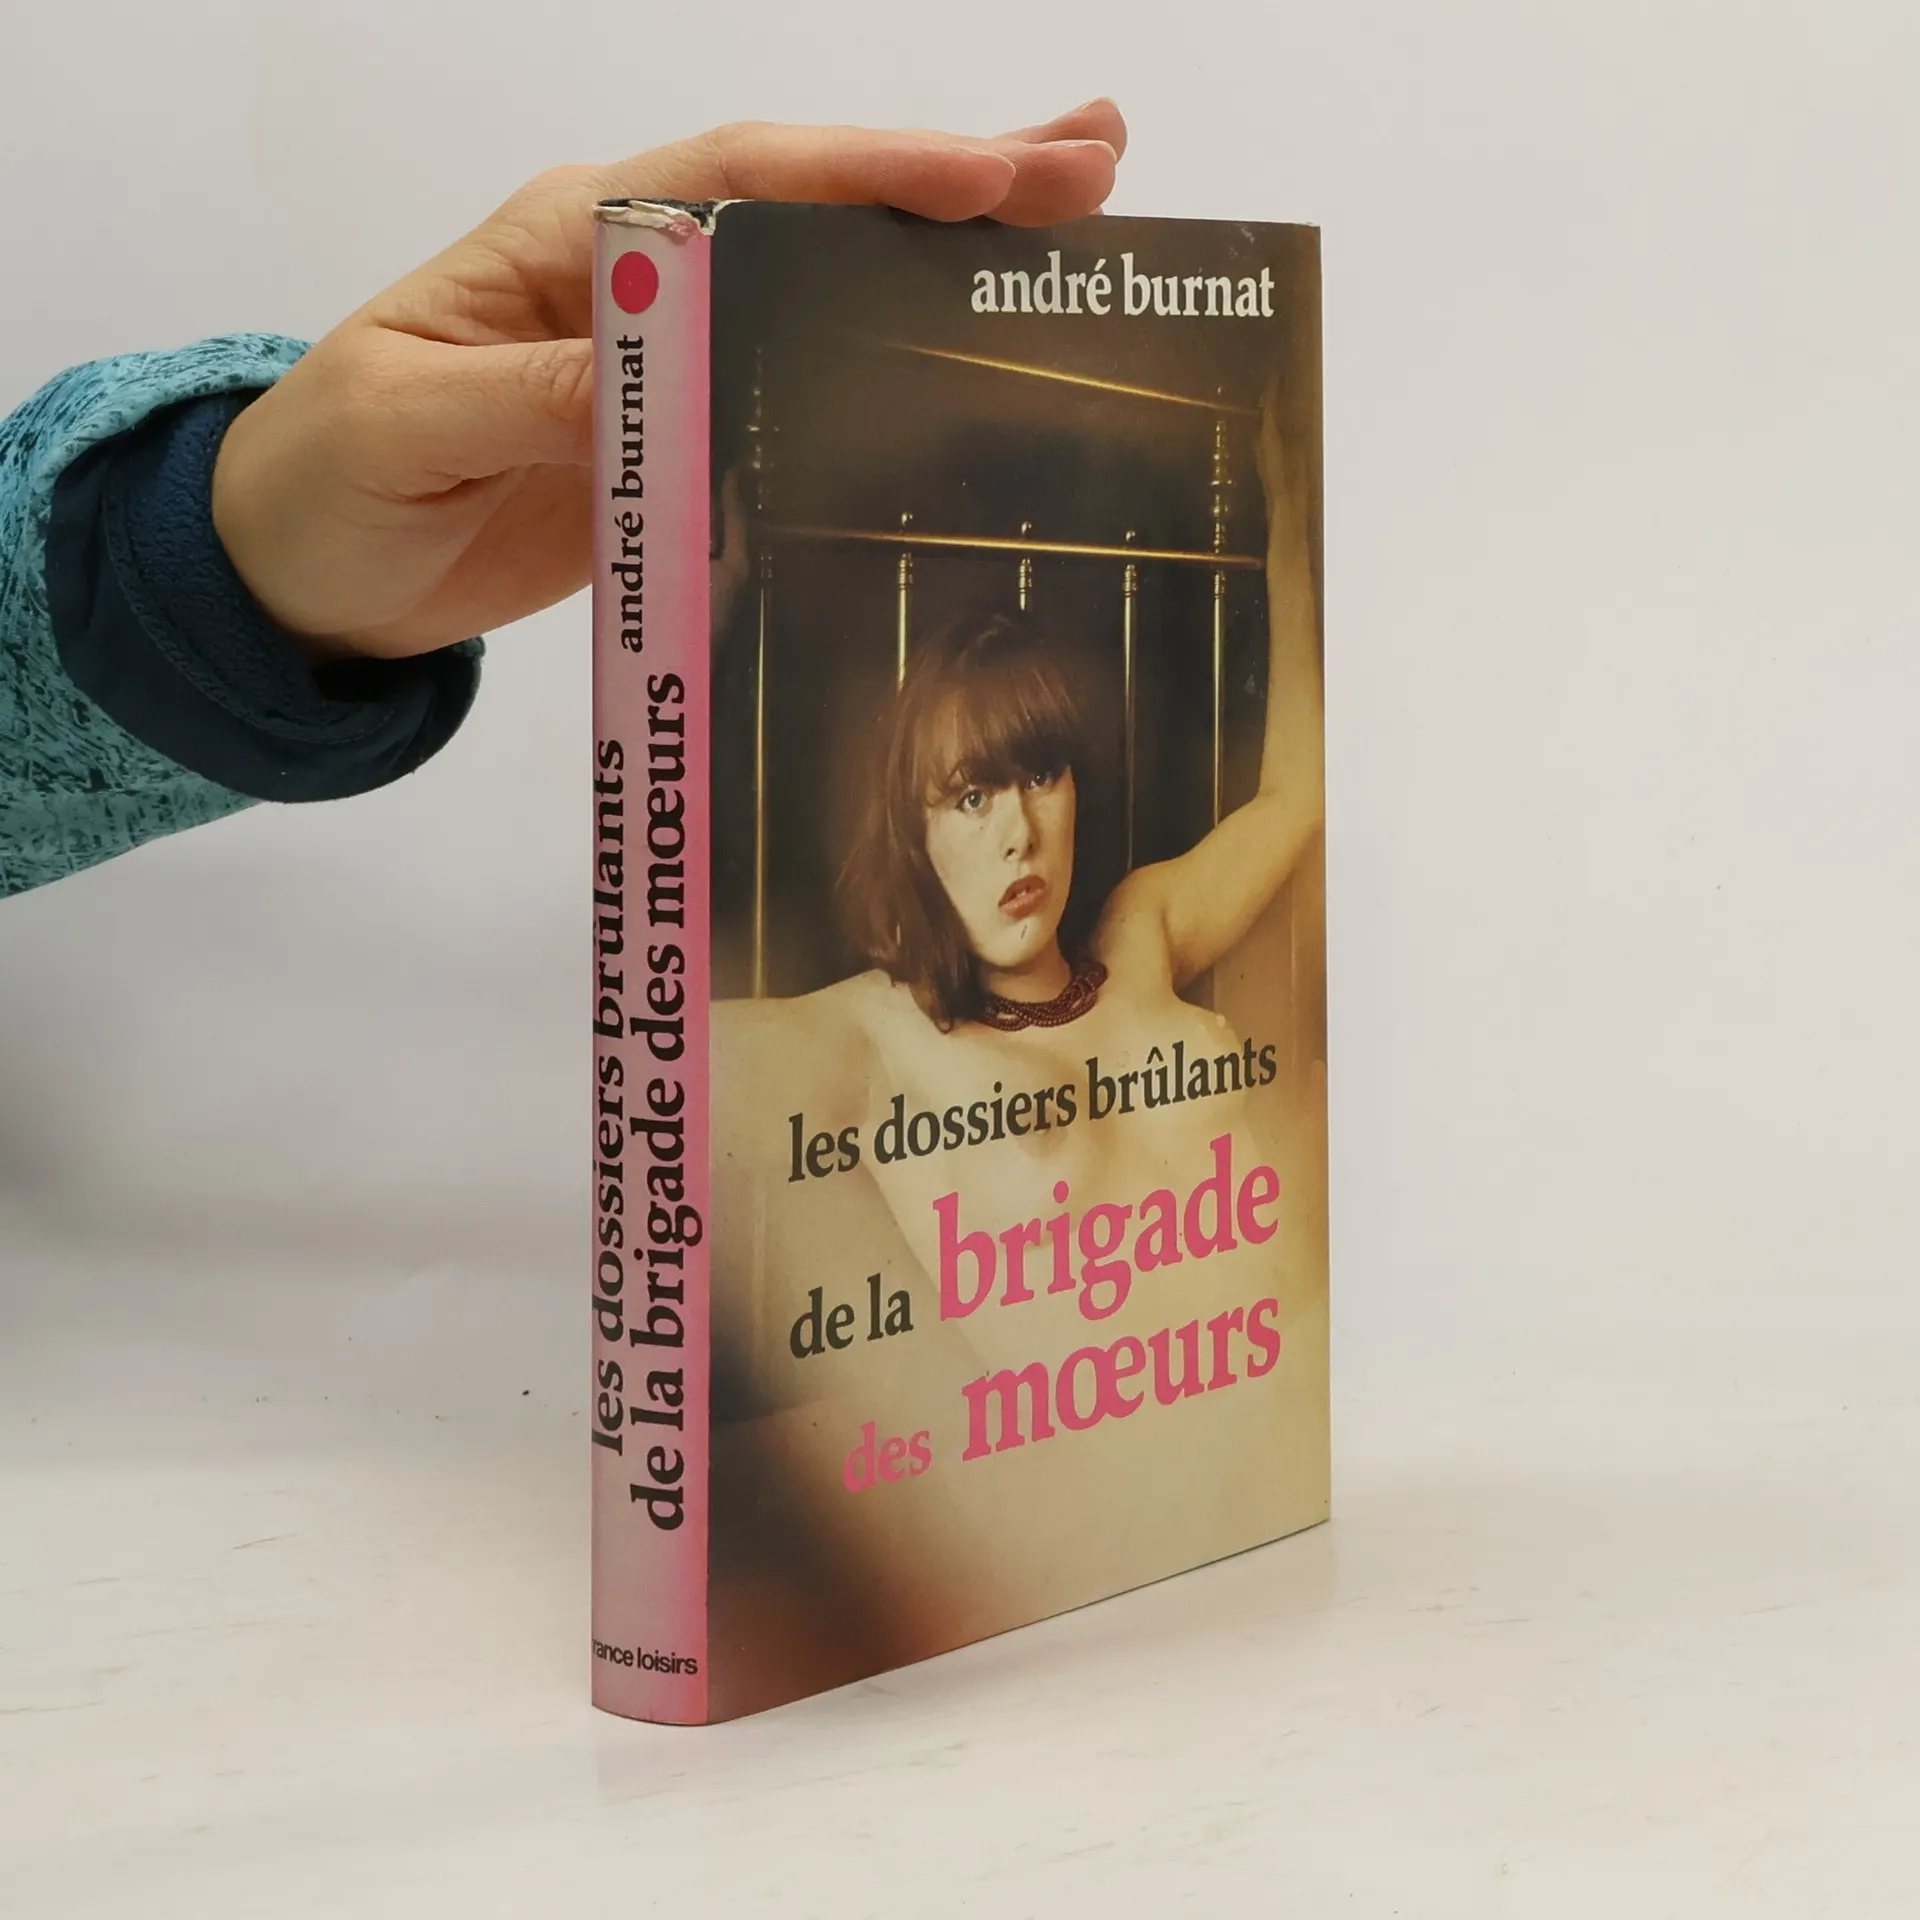 andré burnat
les dossiers brûlants
de la brigade des mœurs
rance loisirs
andré burnat
les dossiers brûlants
de la brigade
des mœurs